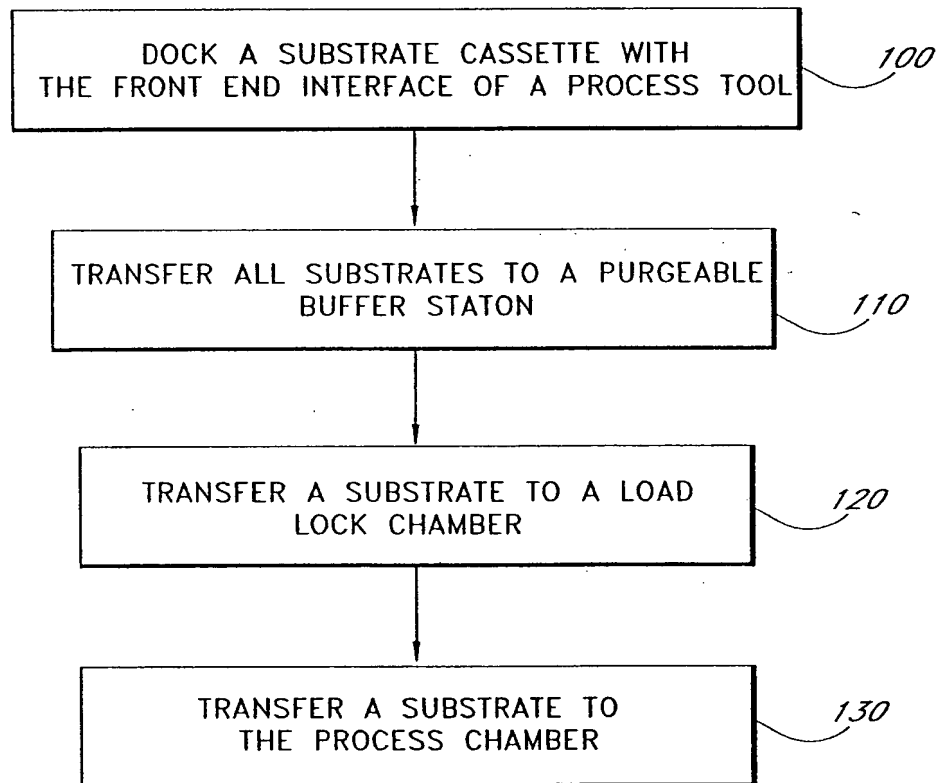 DOCK A SUBSTRATE CASSETTE WITH
THE FRONT END INTERFACE OF A PROCESS TOOL
100
TRANSFER ALL SUBSTRATES TO A PURGEABLE
BUFFER STATON
110
TRANSFER A SUBSTRATE TO A LOAD
LOCK CHAMBER
120
TRANSFER A SUBSTRATE TO
THE PROCESS CHAMBER
130